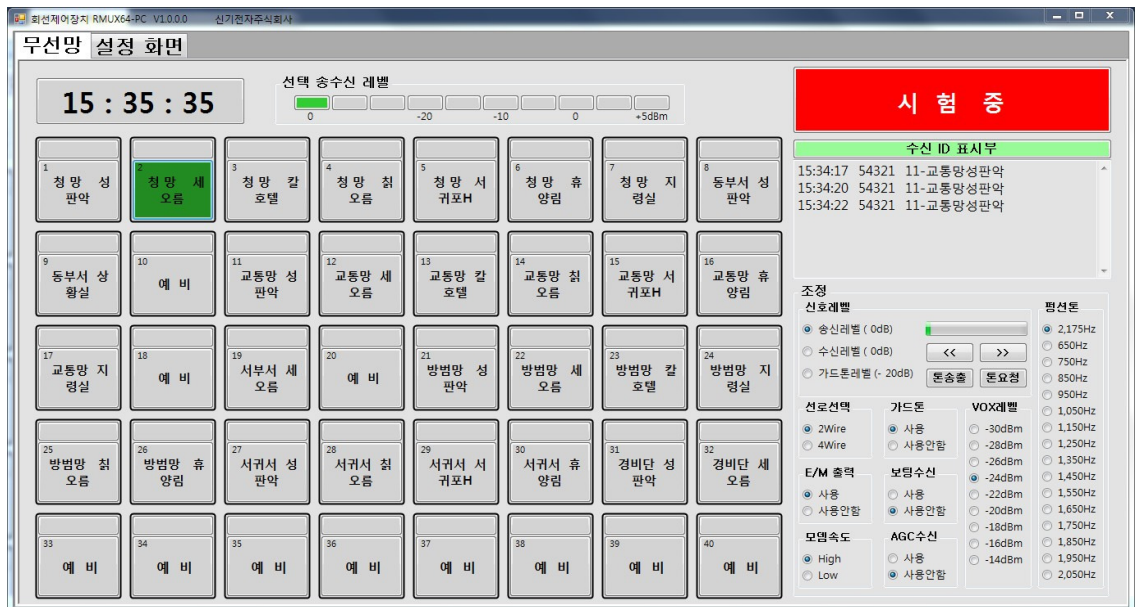 회선제어장치 RMUX64-PC V1.0.0.0 신기전자주식회사
무선망 설정 화면
15 : 35 : 35
선택 송수신 레벨
0 -20 -10 0 +5dBm
시 험 중
수신 ID 표시부
15:34:17 54321 11-교통망성판악
15:34:20 54321 11-교통망성판악
15:34:22 54321 11-교통망성판악
1
청망 성
판악
2
청망 세
오름
3
청망 칼
호텔
4
청망 칡
오름
5
청망 서
귀포H
6
청망 휴
양림
7
청망 지
령실
8
동부서 성
판악
9
동부서 상
황실
10
예 비
11
교통망 성
판악
12
교통망 세
오름
13
교통망 칼
호텔
14
교통망 칡
오름
15
교통망 서
귀포H
16
교통망 휴
양림
17
교통망 지
령실
18
예 비
19
서부서 세
오름
20
예 비
21
방범망 성
판악
22
방범망 세
오름
23
방범망 칼
호텔
24
방범망 지
령실
25
방범망 칡
오름
26
방범망 휴
양림
27
서귀서 성
판악
28
서귀서 칡
오름
29
서귀서 서
귀포H
30
서귀서 휴
양림
31
경비단 성
판악
32
경비단 세
오름
33
예 비
34
예 비
35
예 비
36
예 비
37
예 비
38
예 비
39
예 비
40
예 비
조정
신호레벨
송신레벨 ( 0dB)
수신레벨 ( 0dB)
<< >>
가드톤레벨 (- 20dB)
톤송출 톤요청
선로선택
2Wire
4Wire
가드톤
사용
사용안함
E/M 출력
사용
사용안함
보팅수신
사용
사용안함
모뎀속도
High
Low
AGC수신
사용
사용안함
VOX레벨
-30dBm
-28dBm
-26dBm
-24dBm
-22dBm
-20dBm
-18dBm
-16dBm
-14dBm
펑션톤
2,175Hz
650Hz
750Hz
850Hz
950Hz
1,050Hz
1,150Hz
1,250Hz
1,350Hz
1,450Hz
1,550Hz
1,650Hz
1,750Hz
1,850Hz
1,950Hz
2,050Hz